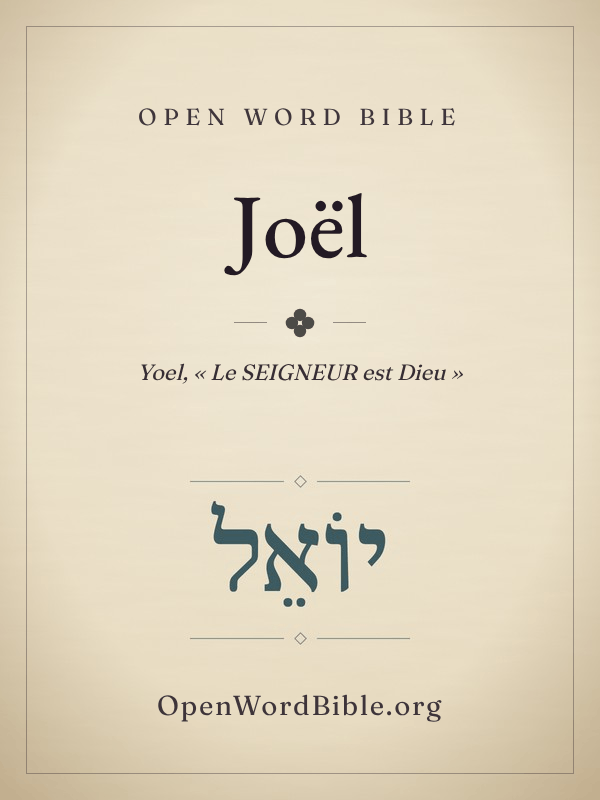 OPEN WORD BIBLE
Joël
Yoel, « Le SEIGNEUR est Dieu »
יוֹאֵל
OpenWordBible.org